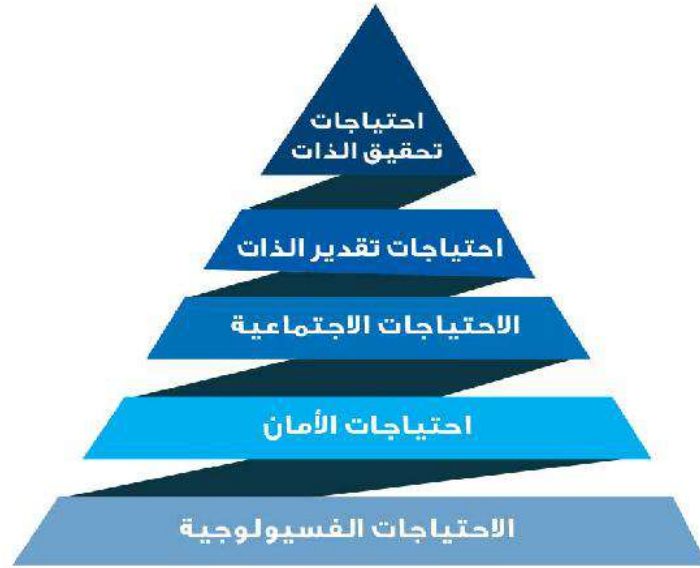 احتياجات
تحقيق الذات
احتياجات تقدير الذات
الاحتياجات الاجتماعية
احتياجات الأمان
الاحتياجات الفسيولوجية